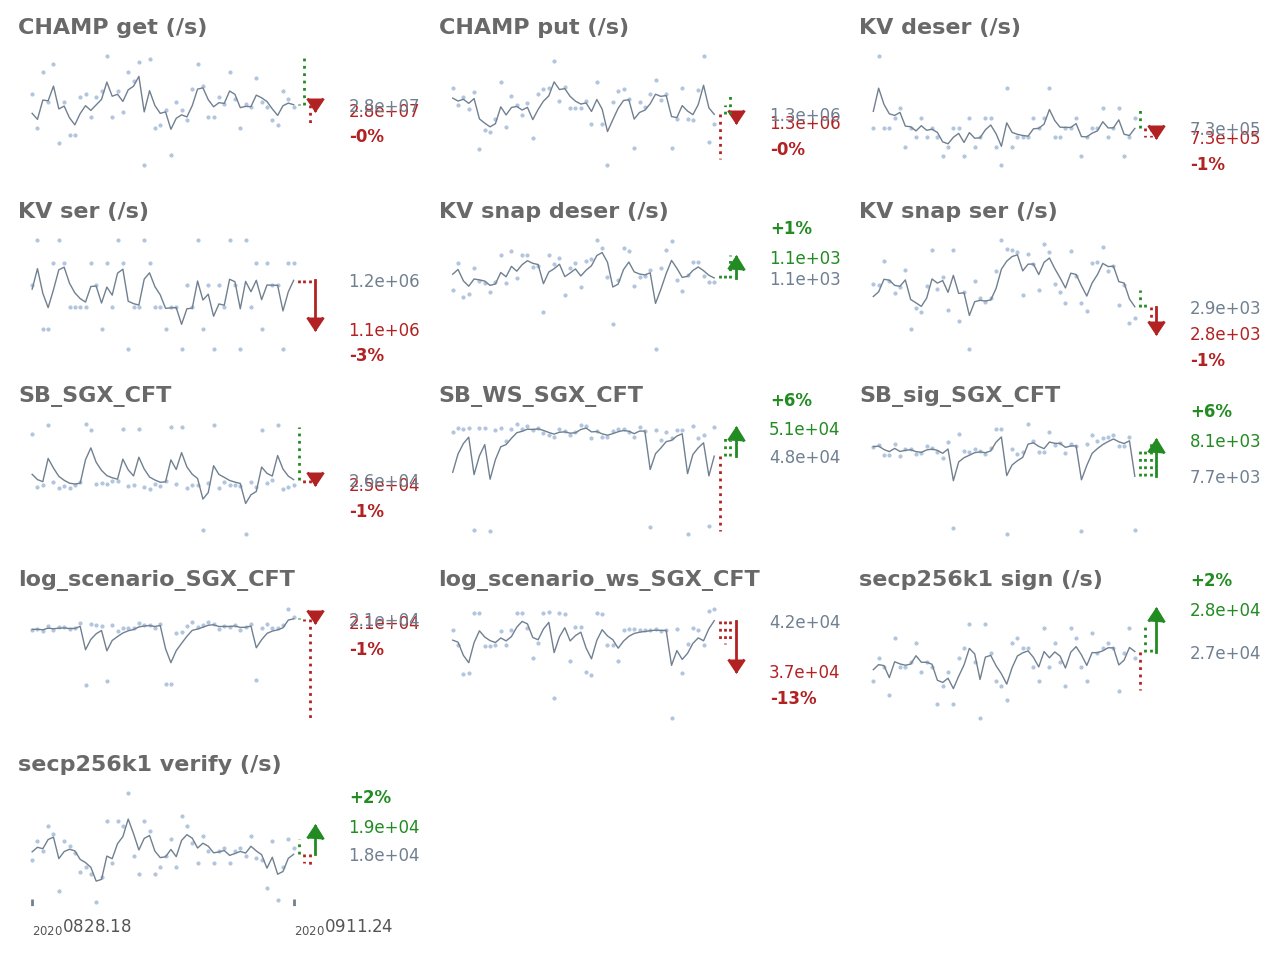 CHAMP get (/s)
2.8e+07
2.8e+07
-0%
CHAMP put (/s)
1.3e+06
1.3e+06
-0%
KV deser (/s)
7.3e+05
7.3e+05
-1%
KV ser (/s)
1.2e+06
1.1e+06
-3%
KV snap deser (/s)
+1%
1.1e+03
1.1e+03
KV snap ser (/s)
2.9e+03
2.8e+03
-1%
SB_SGX_CFT
2.6e+04
2.5e+04
-1%
SB_WS_SGX_CFT
+6%
5.1e+04
4.8e+04
SB_sig_SGX_CFT
+6%
8.1e+03
7.7e+03
log_scenario_SGX_CFT
2.1e+04
2.1e+04
-1%
log_scenario_ws_SGX_CFT
4.2e+04
3.7e+04
-13%
secp256k1 sign (/s)
+2%
2.8e+04
2.7e+04
secp256k1 verify (/s)
+2%
1.9e+04
1.8e+04
20200828.18
20200911.24